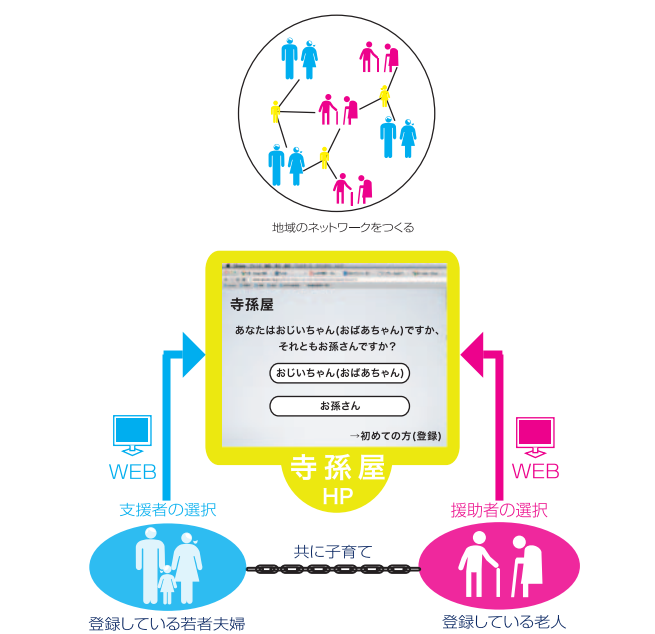 地域のネットワークをつくる
寺孫屋
あなたはおじいちゃん(おばあちゃん)ですか、
それともお孫さんですか?
おじいちゃん(おばあちゃん)
お孫さん
→初めての方(登録)
寺孫屋
HP
WEB
WEB
支援者の選択
援助者の選択
共に子育て
登録している若者夫婦
登録している老人